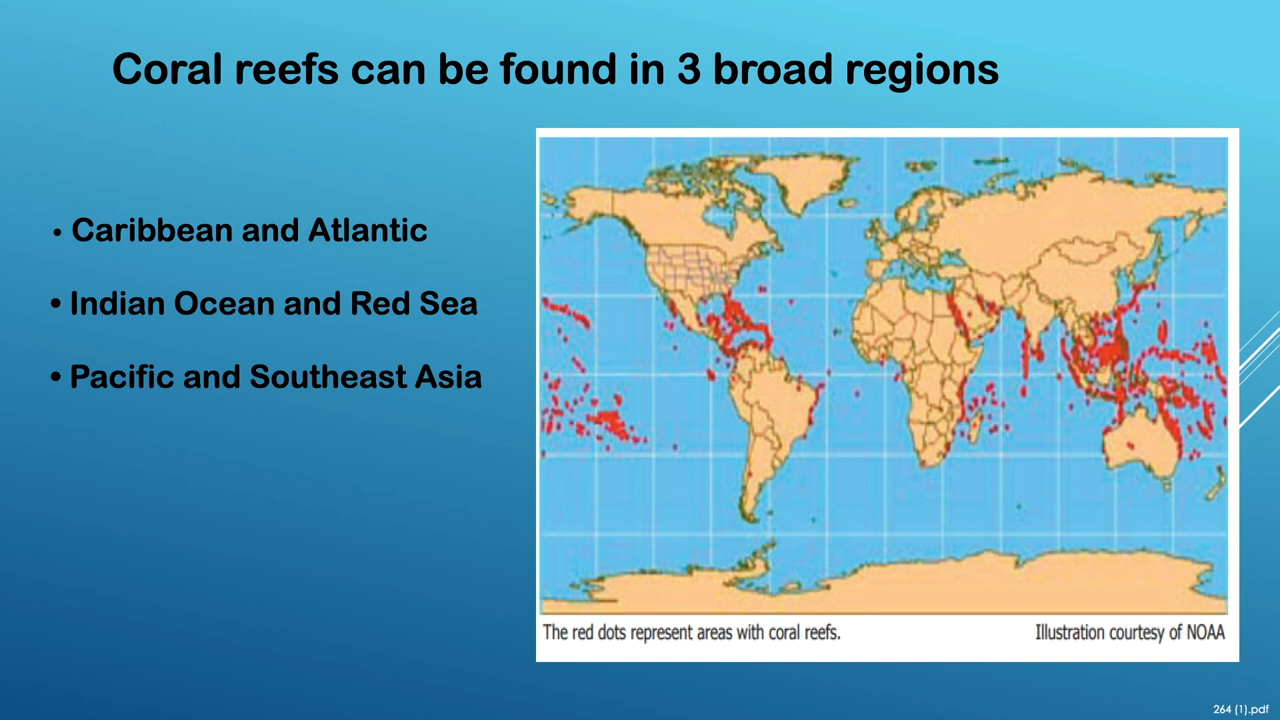 Coral reefs can be found in 3 broad regions
• Caribbean and Atlantic
• Indian Ocean and Red Sea
• Pacific and Southeast Asia
The red dots represent areas with coral reefs.
Illustration courtesy of NOAA
264 (1).pdf